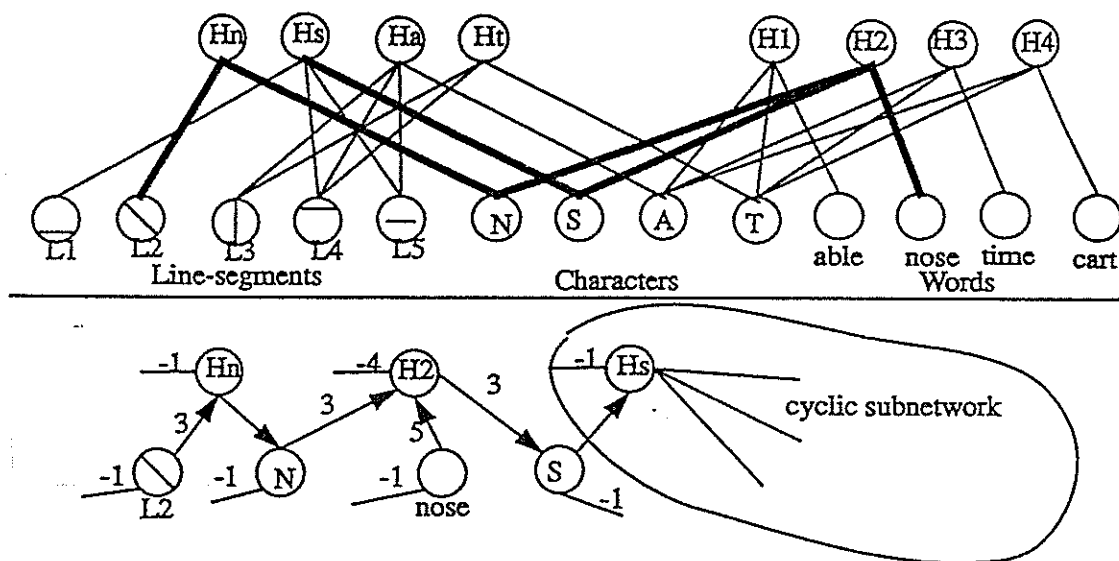 Hn Hs Ha Ht H1 H2 H3 H4
N S A T
L1 L2 L3 L4 L5 able nose time cart
Line-segments Characters Words
-1 Hn -4 H2 3 -1 Hs
3 3 cyclic subnetwork
5
-1 -1 N -1 S -1
L2 nose